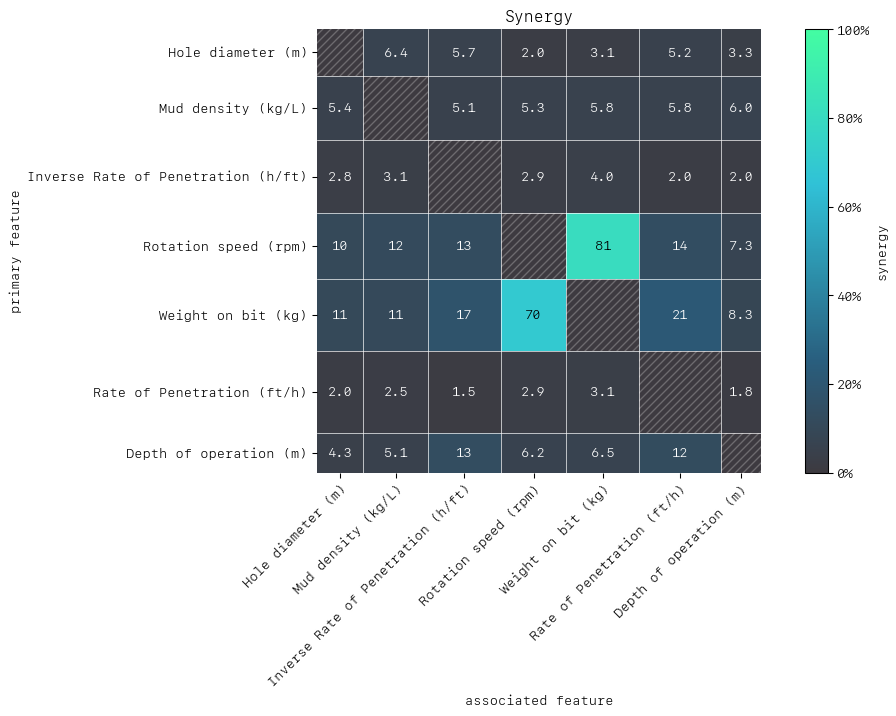 Synergy
Hole diameter (m) 6.4 5.7 2.0 3.1 5.2 3.3
Mud density (kg/L) 5.4 5.1 5.3 5.8 5.8 6.0
Inverse Rate of Penetration (h/ft) 2.8 3.1 2.9 4.0 2.0 2.0
Rotation speed (rpm) 10 12 13 81 14 7.3
Weight on bit (kg) 11 11 17 70 21 8.3
Rate of Penetration (ft/h) 2.0 2.5 1.5 2.9 3.1 1.8
Depth of operation (m) 4.3 5.1 13 6.2 6.5 12
primary feature
Hole diameter (m)
Mud density (kg/L)
Inverse Rate of Penetration (h/ft)
Rotation speed (rpm)
Weight on bit (kg)
Rate of Penetration (ft/h)
Depth of operation (m)
associated feature
100%
80%
60%
40%
20%
0%
synergy